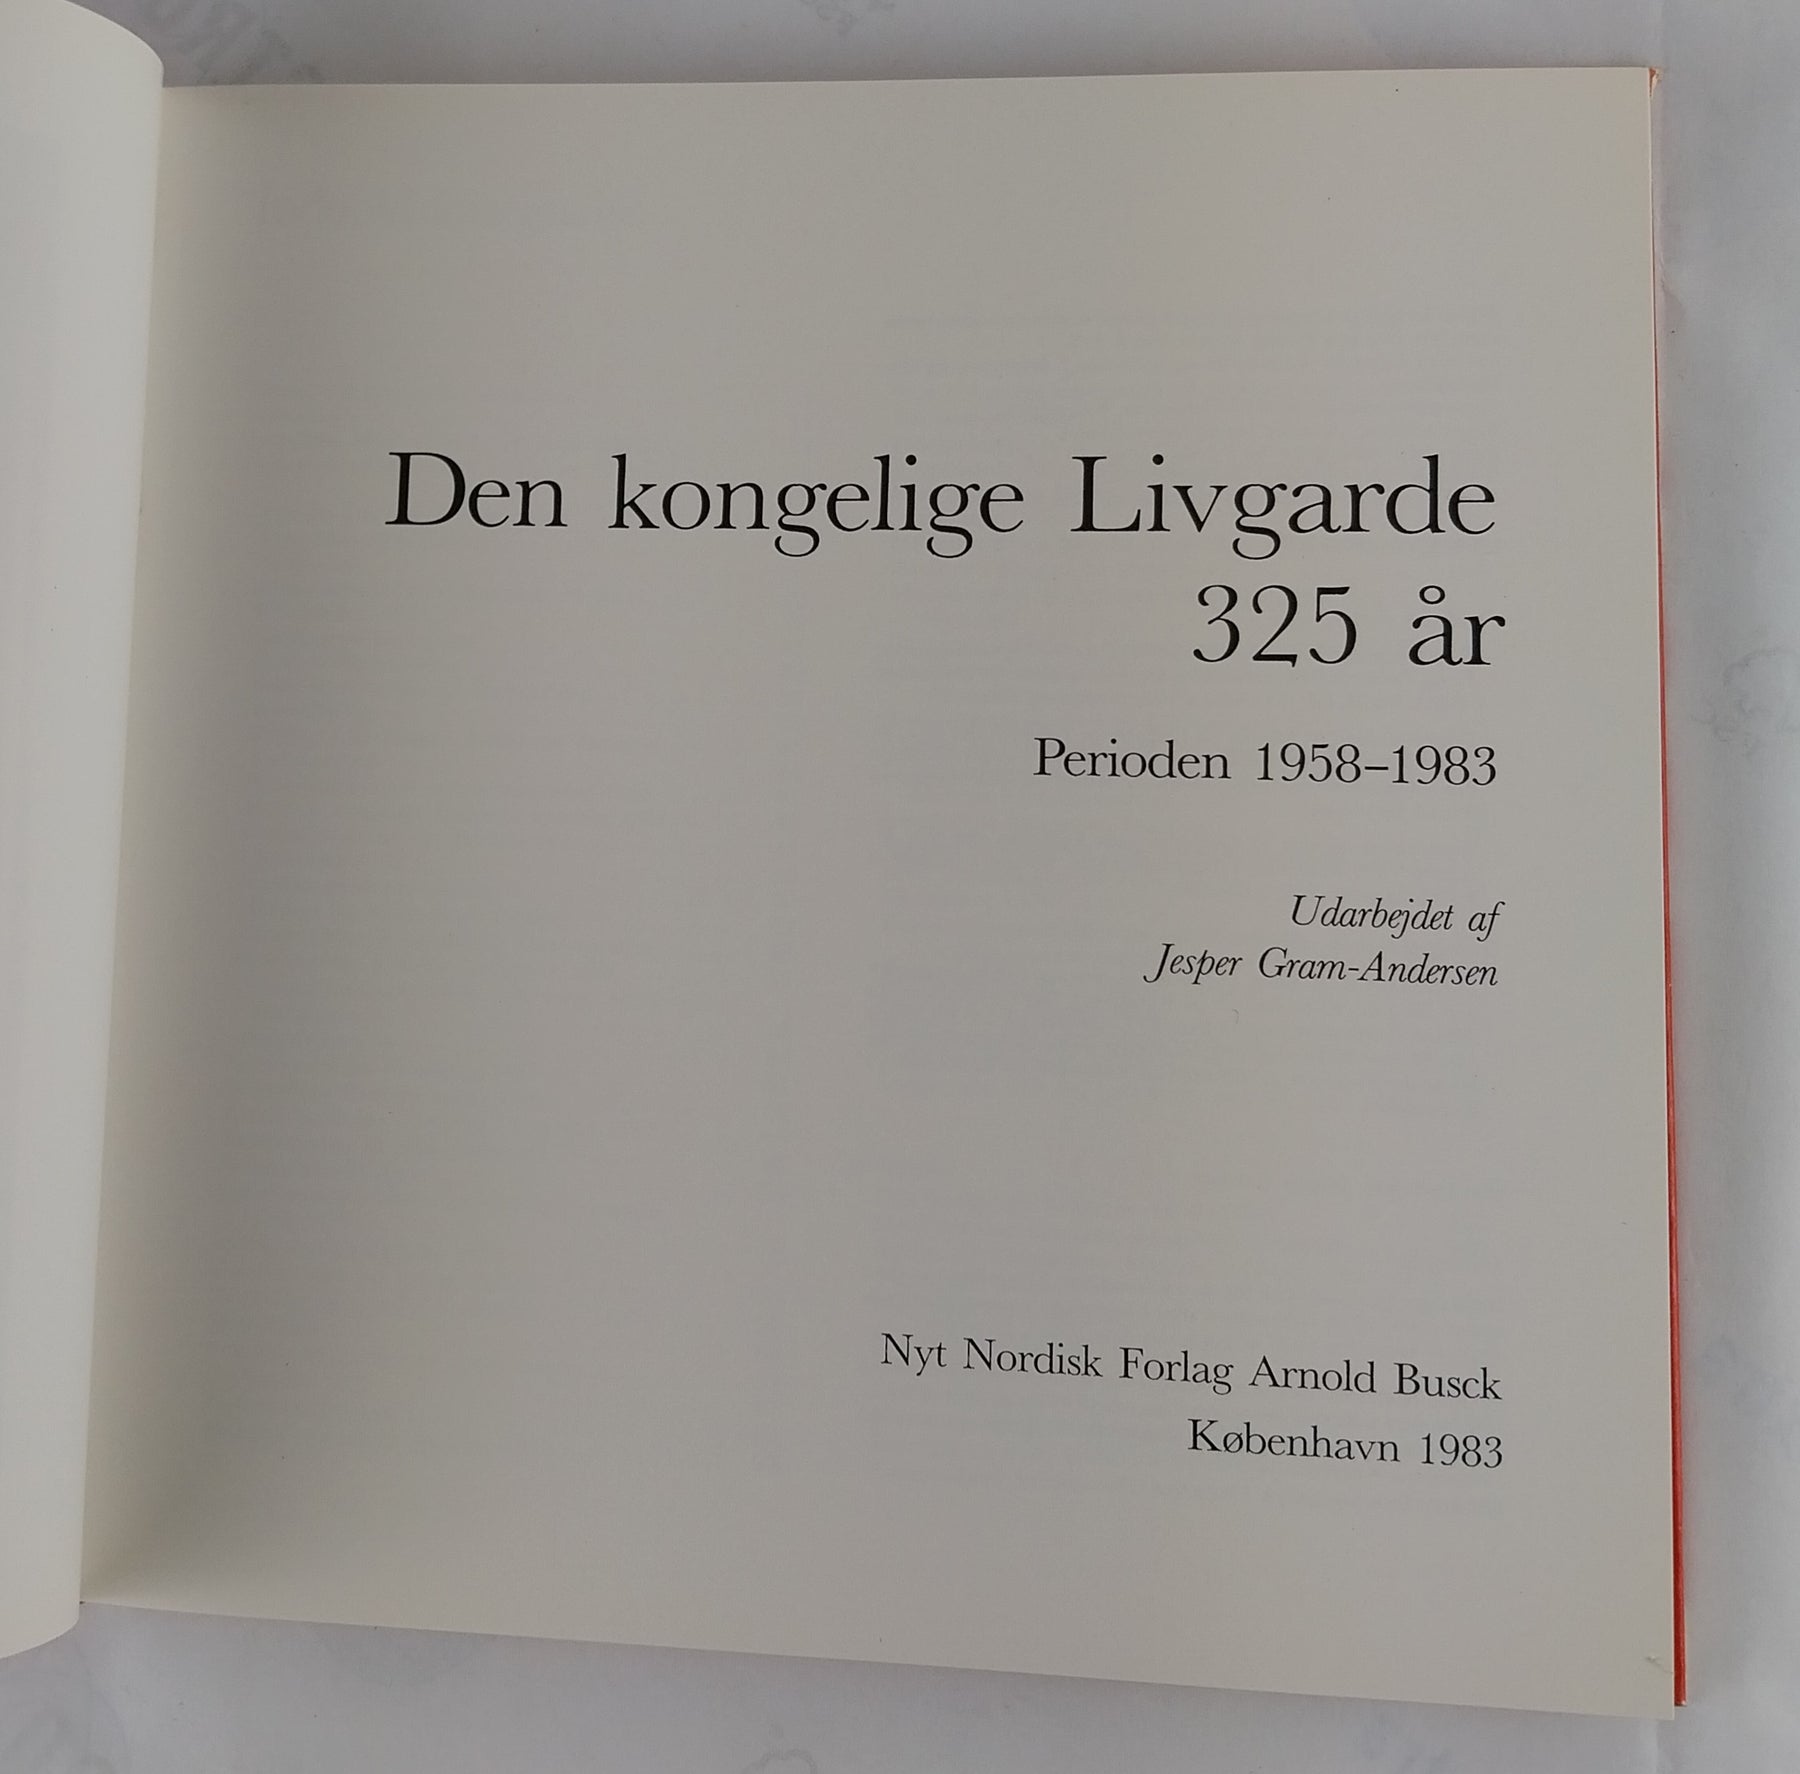 Den kongelige Livgarde
325 år
Perioden 1958–1983
Udarbejdet af
Jesper Gram-Andersen
Nyt Nordisk Forlag Arnold Busck
København 1983